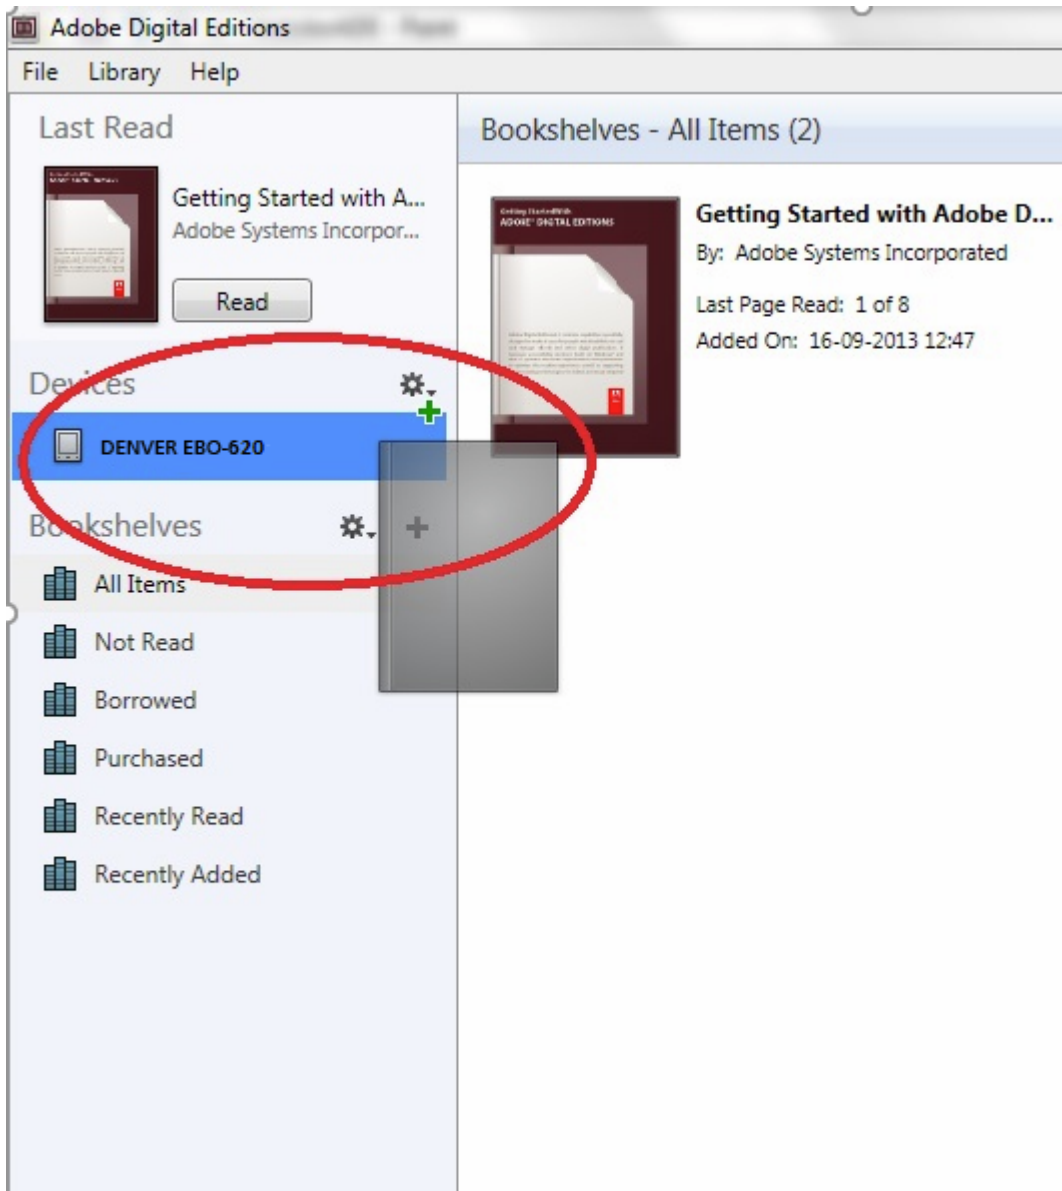 Adobe Digital Editions
File Library Help
Last Read
Getting Started with A...
Adobe Systems Incorpor...
Read
Devices
DENVER EBO-620
Bookshelves
All Items
Not Read
Borrowed
Purchased
Recently Read
Recently Added
Bookshelves - All Items (2)
Getting Started With
ADOBE® DIGITAL EDITIONS
Getting Started with Adobe D...
By: Adobe Systems Incorporated
Last Page Read: 1 of 8
Added On: 16-09-2013 12:47